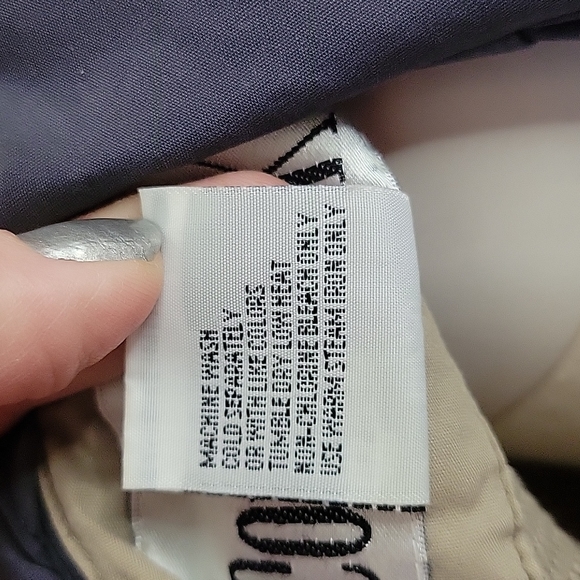 MACHINE WASH
COLD SEPARATELY
OR WITH LIKE COLORS
TUMBLE DRY LOW HEAT
NON-CHLORINE BLEACH ONLY
USE WARM STEAM IRON ONLY